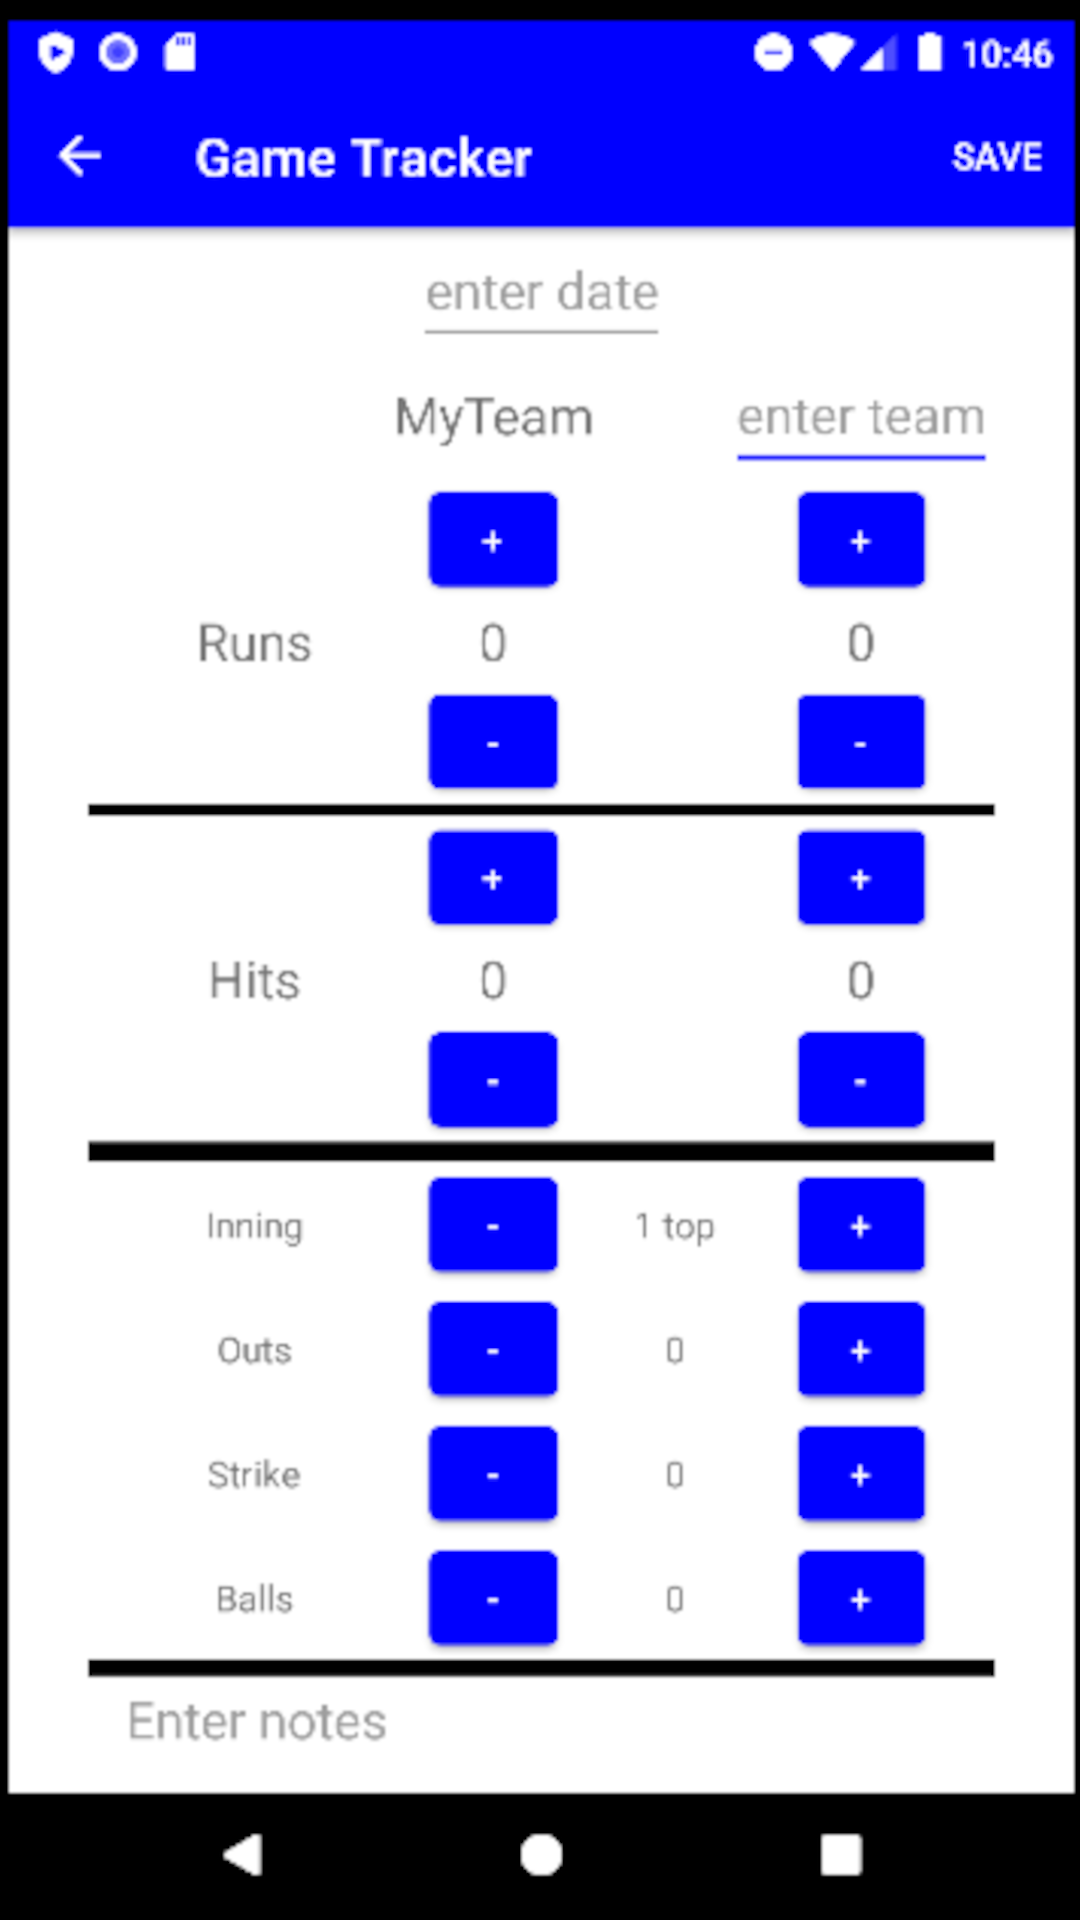 10:46
Game Tracker SAVE
enter date
MyTeam enter team
+ +
Runs 0 0
- -
+ +
Hits 0 0
- -
Inning - 1 top +
Outs - 0 +
Strike - 0 +
Balls - 0 +
Enter notes